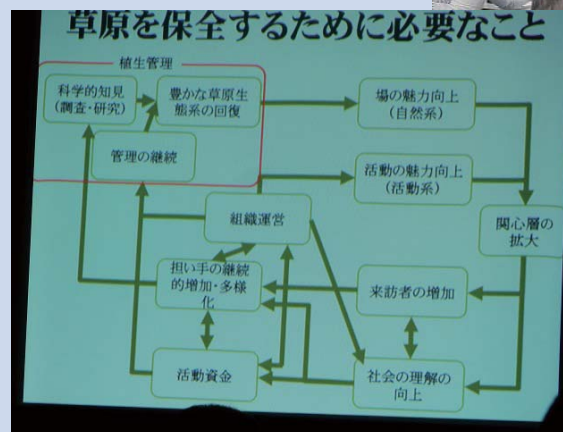 草原を保全するために必要なこと
植生管理
科学的知見
(調査・研究)
豊かな草原生
態系の回復
場の魅力向上
(自然系)
管理の継続
活動の魅力向上
(活動系)
組織運営
関心層の
拡大
担い手の継続
的増加・多様
化
来訪者の増加
活動資金
社会の理解の
向上